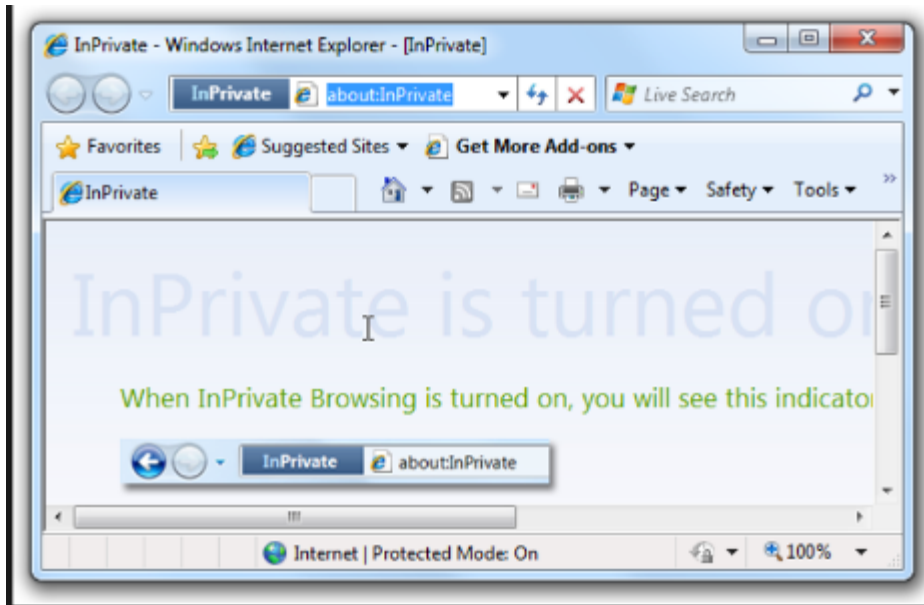 InPrivate - Windows Internet Explorer - [InPrivate]
InPrivate about:InPrivate Live Search
Favorites Suggested Sites Get More Add-ons
InPrivate Page Safety Tools
InPrivate is turned on
When InPrivate Browsing is turned on, you will see this indicator
InPrivate about:InPrivate
Internet | Protected Mode: On 100%